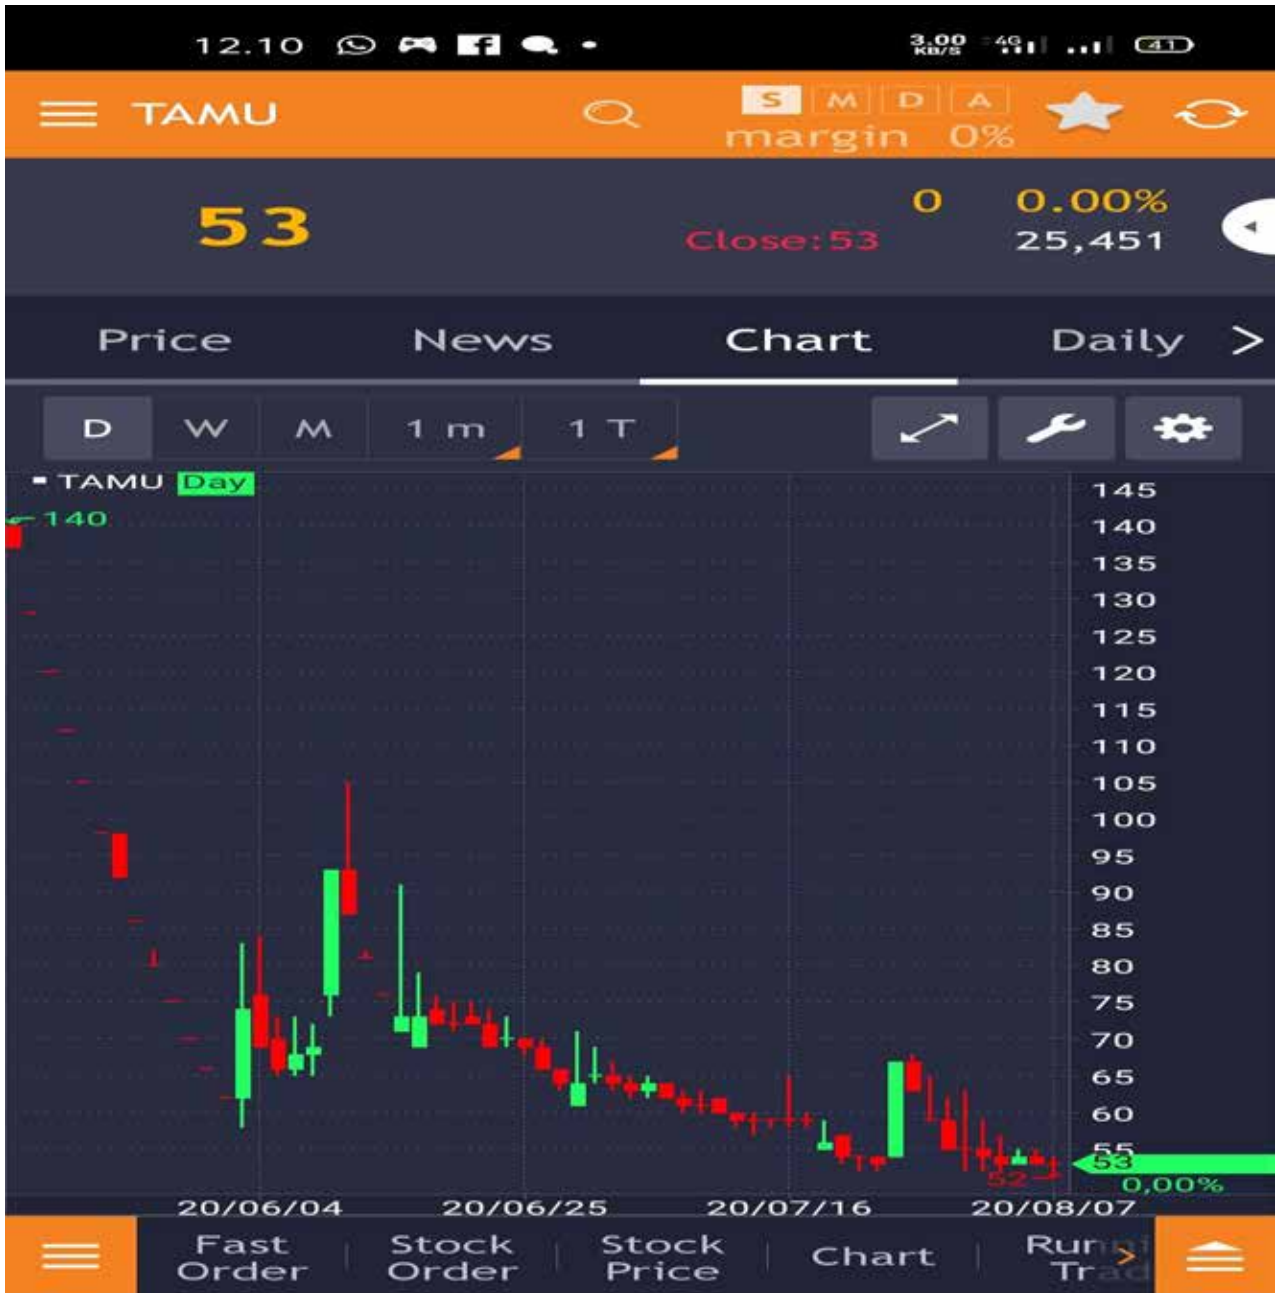 12.10
3.00 KB/S 4G 41
TAMU S M D A
margin 0%
53 0 0.00%
Close:53 25,451
Price News Chart Daily >
D W M 1 m 1 T
TAMU Day
140
145
140
135
130
125
120
115
110
105
100
95
90
85
80
75
70
65
60
55
53
52
0,00%
20/06/04 20/06/25 20/07/16 20/08/07
Fast Order Stock Order Stock Price Chart